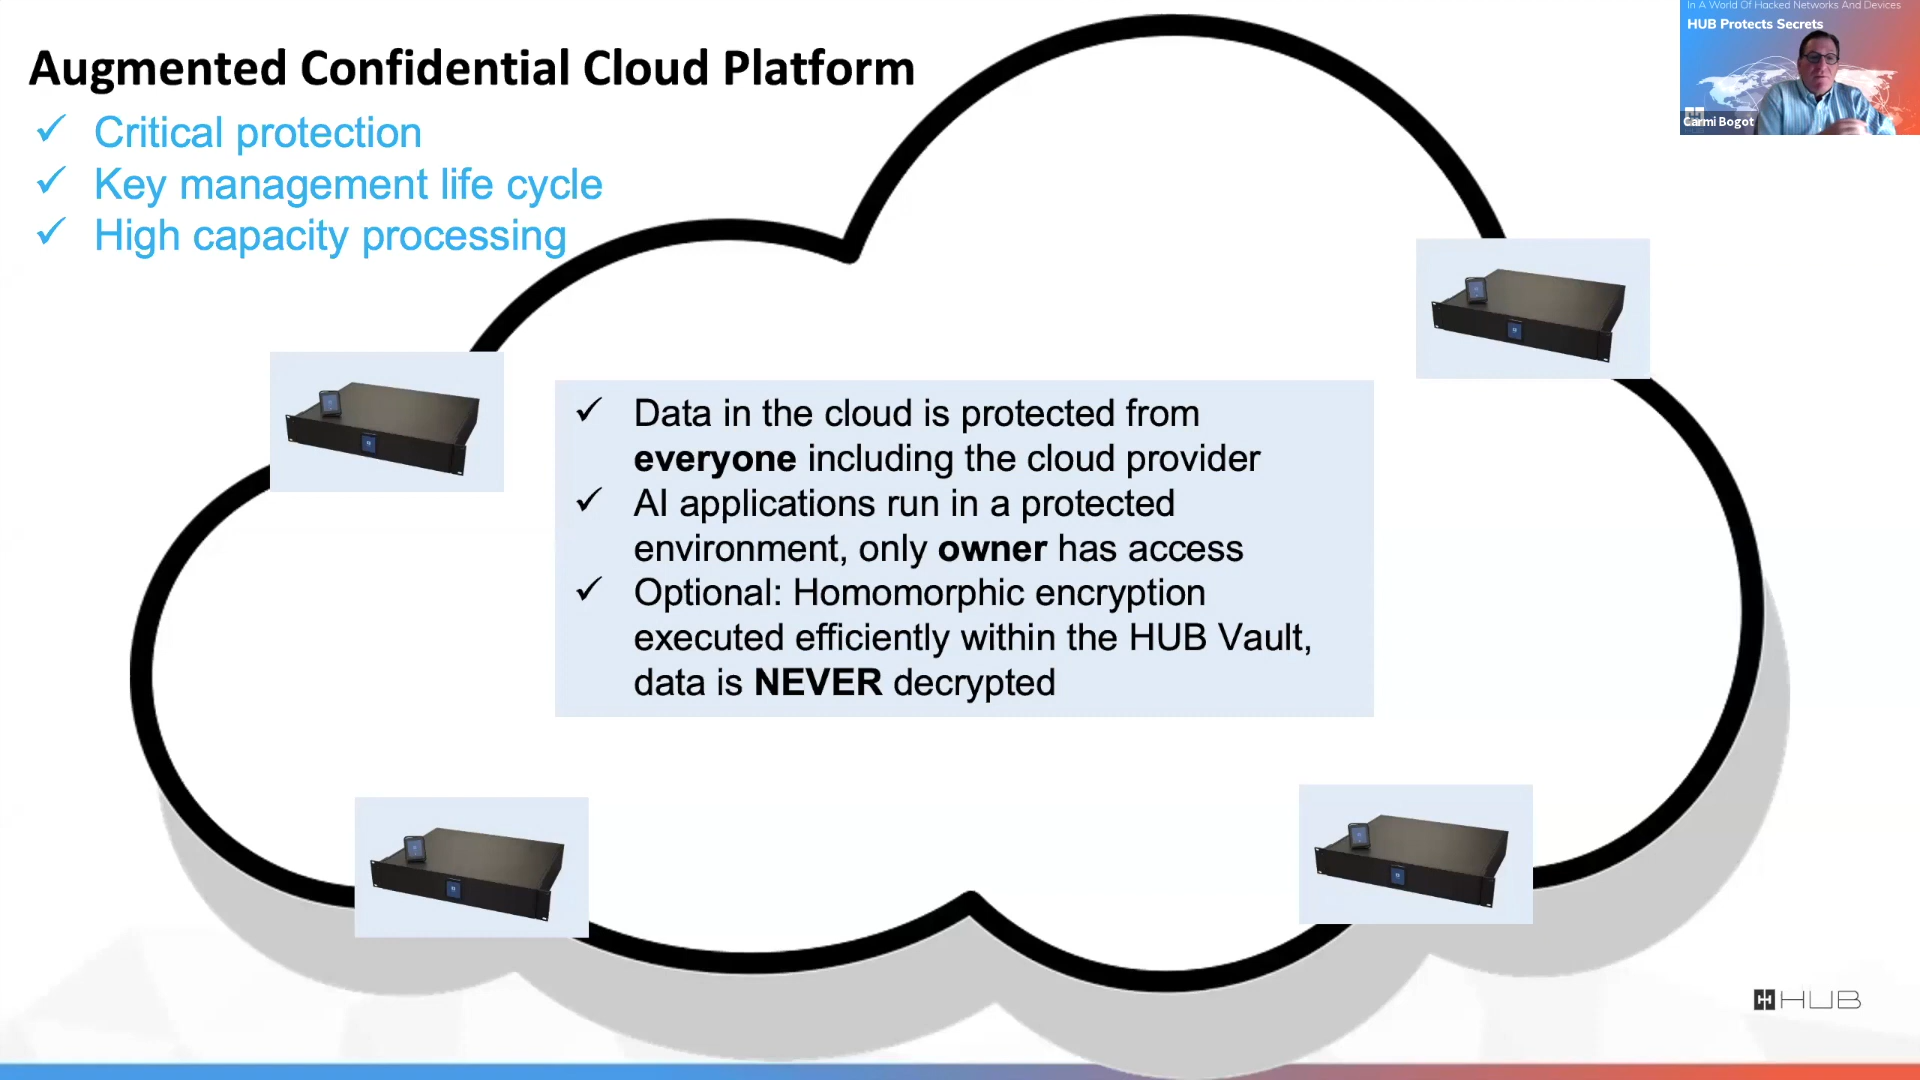 Augmented Confidential Cloud Platform
✓ Critical protection
✓ Key management life cycle
✓ High capacity processing
In A World Of Hacked Networks And Devices
HUB Protects Secrets
Carmi Bogot
✓ Data in the cloud is protected from
everyone including the cloud provider
✓ AI applications run in a protected
environment, only owner has access
✓ Optional: Homomorphic encryption
executed efficiently within the HUB Vault,
data is NEVER decrypted
HUB